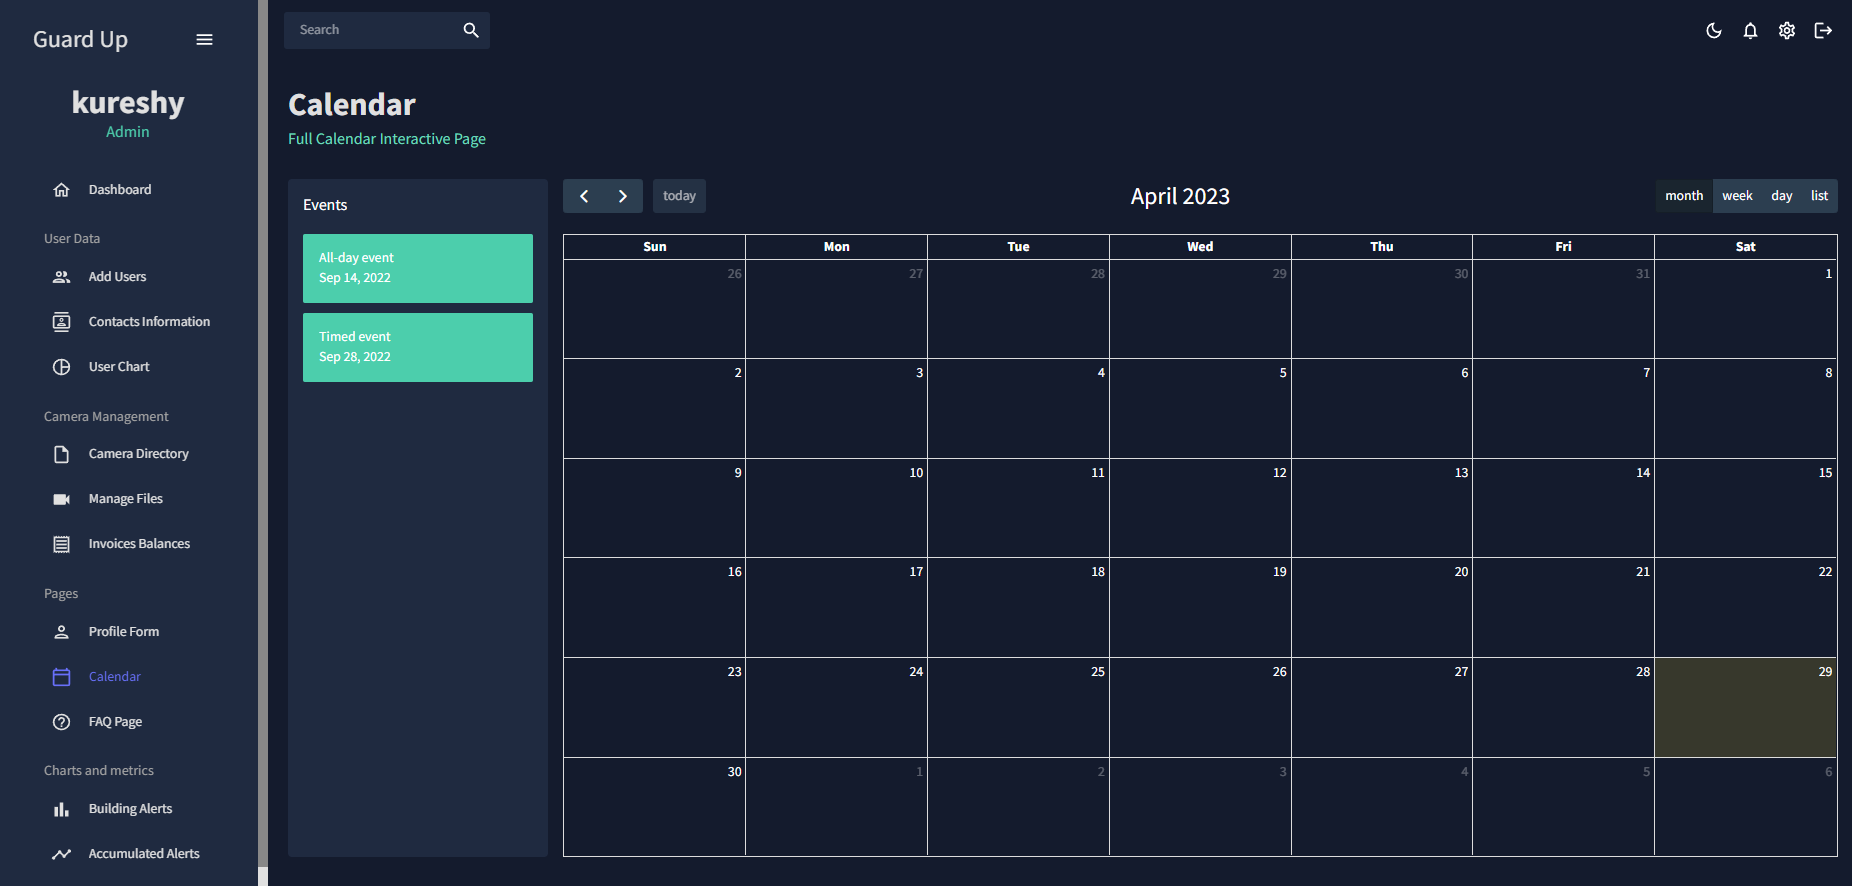 Guard Up
kureshy
Admin
Dashboard
User Data
Add Users
Contacts Information
User Chart
Camera Management
Camera Directory
Manage Files
Invoices Balances
Pages
Profile Form
Calendar
FAQ Page
Charts and metrics
Building Alerts
Accumulated Alerts
Search
Calendar
Full Calendar Interactive Page
Events
All-day event
Sep 14, 2022
Timed event
Sep 28, 2022
today
April 2023
month week day list
Sun Mon Tue Wed Thu Fri Sat
26 27 28 29 30 31 1
2 3 4 5 6 7 8
9 10 11 12 13 14 15
16 17 18 19 20 21 22
23 24 25 26 27 28 29
30 1 2 3 4 5 6